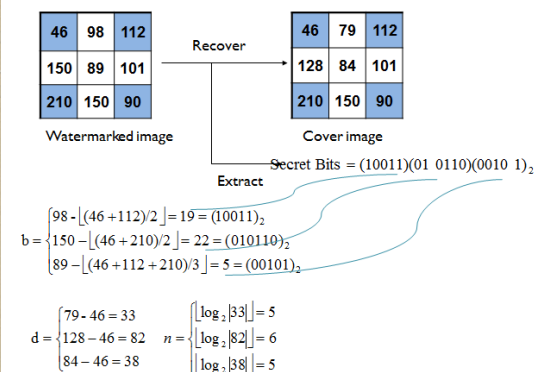 46 98 112
150 89 101
210 150 90
Watermarked image
Recover
Extract
46 79 112
128 84 101
210 150 90
Cover image
Secret Bits = (10011)(01 0110)(0010 1)₂
b = { 98 - ⌊(46 +112)/2⌋ = 19 = (10011)₂
150 – ⌊(46 + 210)/2⌋ = 22 = (010110)₂
89 – ⌊(46 +112 + 210)/3⌋ = 5 = (00101)₂
d = { 79 - 46 = 33
128 – 46 = 82
84 – 46 = 38
n = { ⌊log₂|33|⌋ = 5
⌊log₂|82|⌋ = 6
⌊log₂|38|⌋ = 5